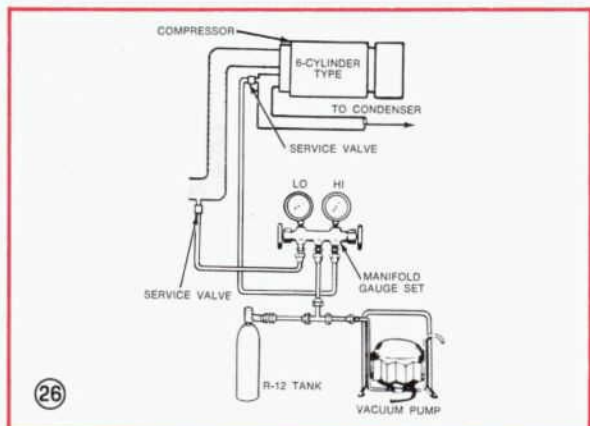 COMPRESSOR
6-CYLINDER
TYPE
TO CONDENSER
SERVICE VALVE
LO HI
MANIFOLD
GAUGE SET
SERVICE VALVE
R-12 TANK
VACUUM PUMP
26